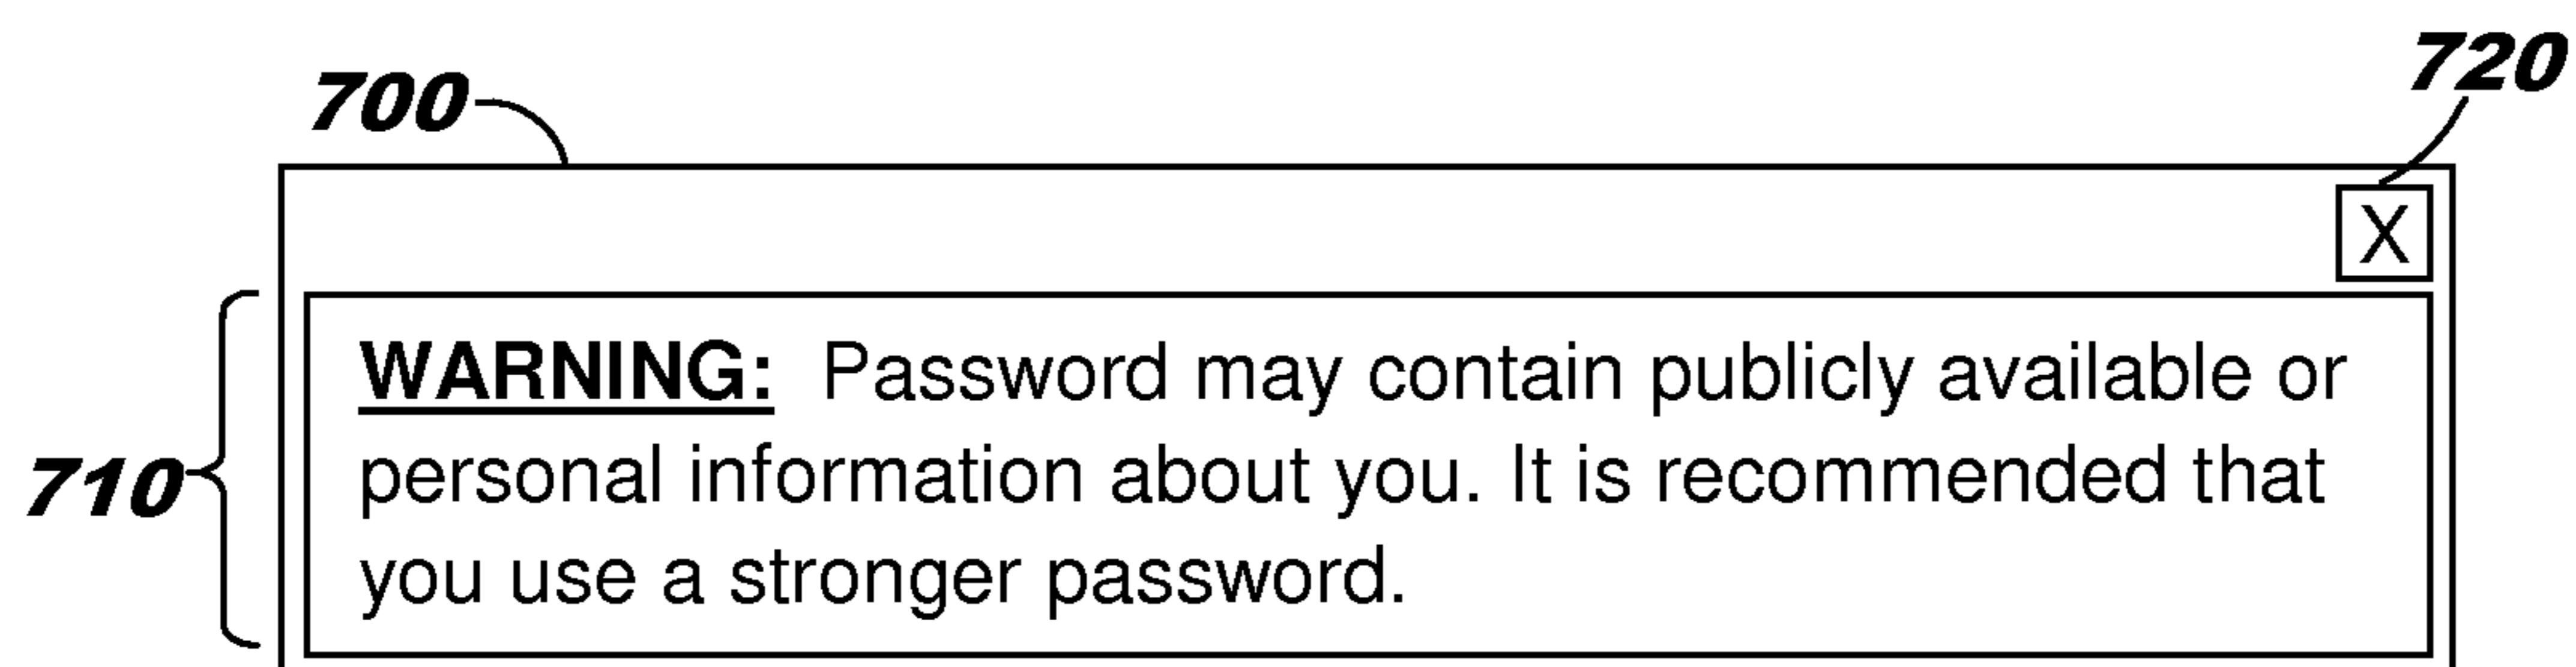 700
720
X
WARNING: Password may contain publicly available or
personal information about you. It is recommended that
710
you use a stronger password.